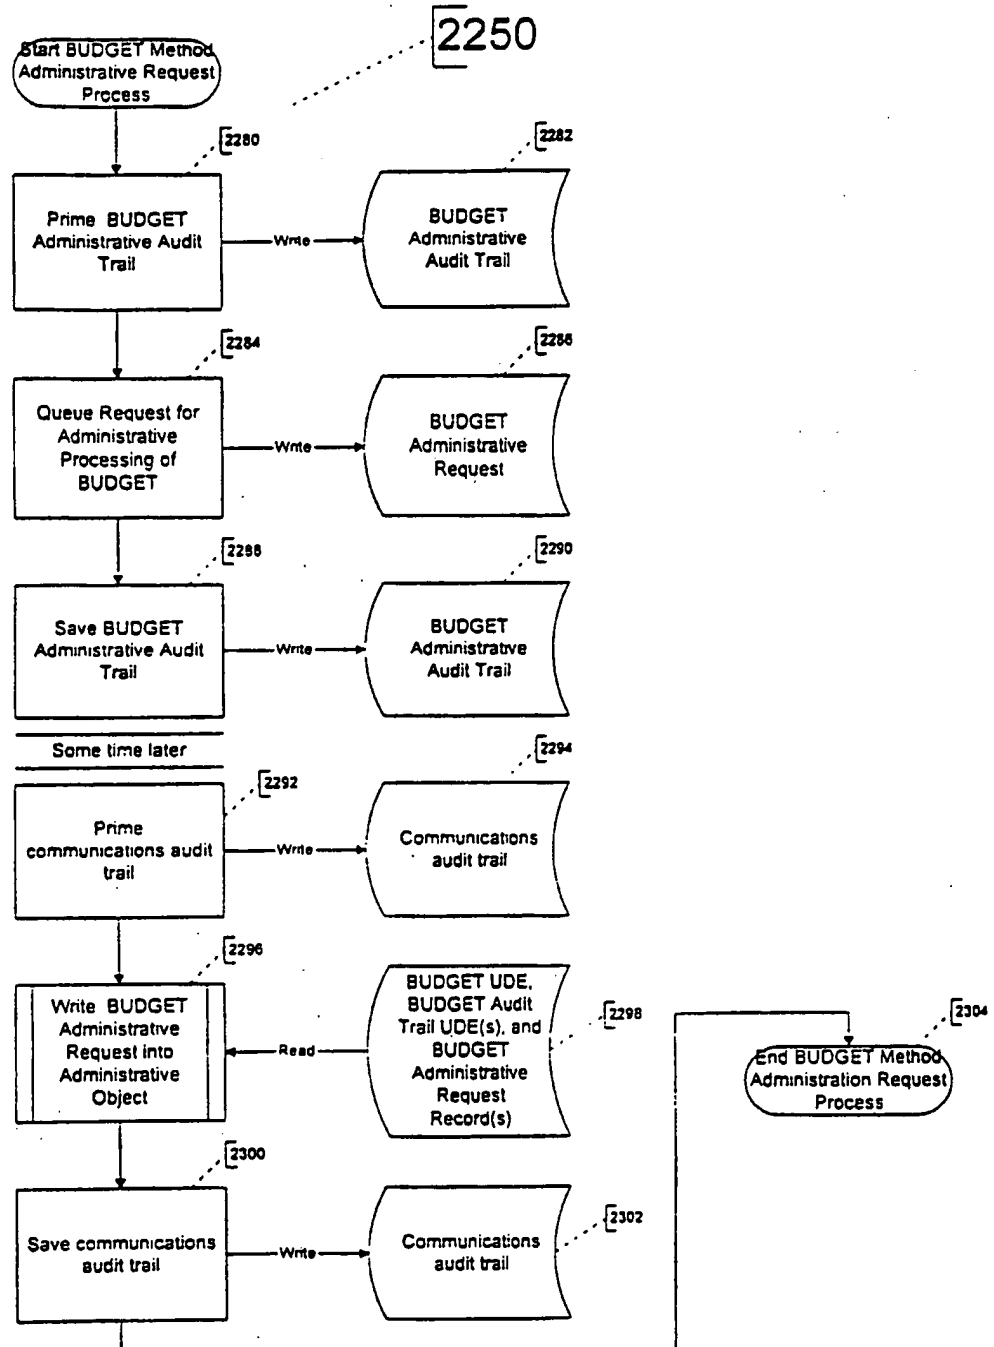 2250
Start BUDGET Method
Administrative Request
Process
2280
2282
Prime BUDGET
Administrative Audit
Trail
Write
BUDGET
Administrative
Audit Trail
2284
2286
Queue Request for
Administrative
Processing of
BUDGET
Write
BUDGET
Administrative
Request
2288
2290
Save BUDGET
Administrative Audit
Trail
Write
BUDGET
Administrative
Audit Trail
Some time later
2292
2294
Prime
communications audit
trail
Write
Communications
audit trail
2296
2298
Write BUDGET
Administrative
Request into
Administrative
Object
Read
BUDGET UDE,
BUDGET Audit
Trail UDE(s), and
BUDGET
Administrative
Request
Record(s)
2304
End BUDGET Method
Administration Request
Process
2300
2302
Save communications
audit trail
Write
Communications
audit trail